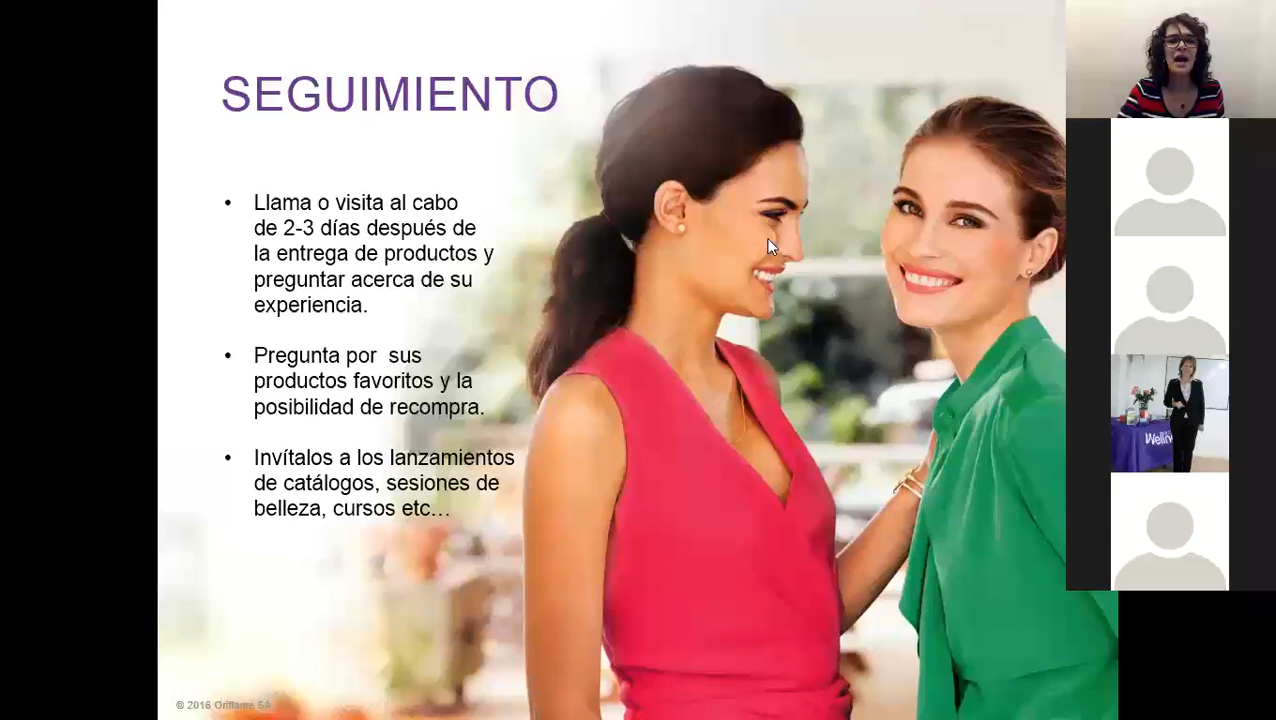 SEGUIMIENTO
• Llama o visita al cabo
de 2-3 días después de
la entrega de productos y
preguntar acerca de su
experiencia.
• Pregunta por  sus
productos favoritos y la
posibilidad de recompra.
• Invítalos a los lanzamientos
de catálogos, sesiones de
belleza, cursos etc…
© 2016 Oriflame SA